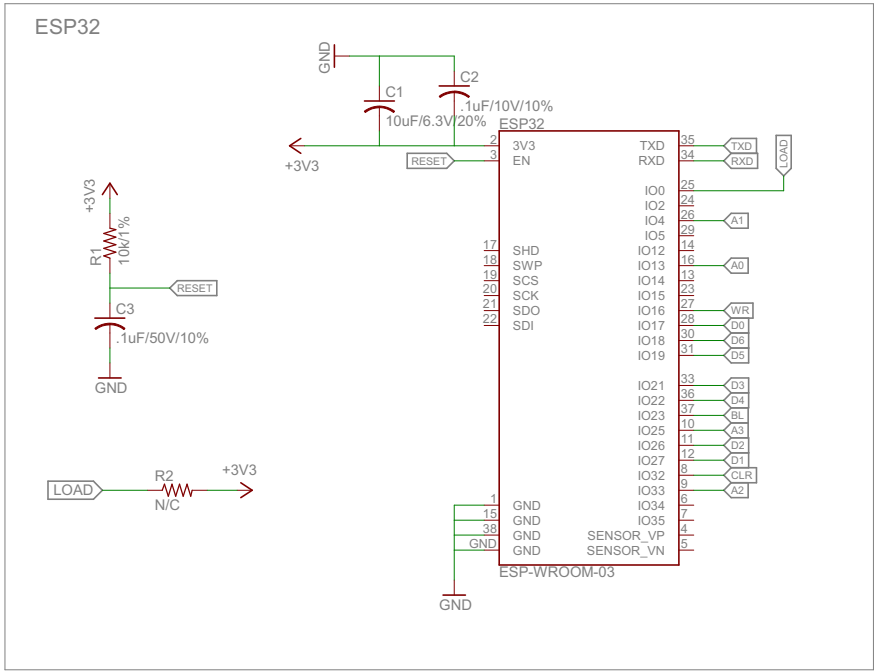 ESP32
GND
C1
10uF/6.3V/20%
C2
.1uF/10V/10%
+3V3
RESET
ESP32
2 3V3
3 EN
17 SHD
18 SWP
19 SCS
20 SCK
21 SDO
22 SDI
1 GND
15 GND
38 GND
GND GND
TXD 35 TXD
RXD 34 RXD
IO0 25 LOAD
IO2 24
IO4 26 A1
IO5 29
IO12 14
IO13 16 A0
IO14 13
IO15 23
IO16 27 WR
IO17 28 D0
IO18 30 D6
IO19 31 D5
IO21 33 D3
IO22 36 D4
IO23 37 BL
IO25 10 A3
IO26 11 D2
IO27 12 D1
IO32 8 CLR
IO33 9 A2
IO34 6
IO35 7
SENSOR_VP 4
SENSOR_VN 5
ESP-WROOM-03
GND
+3V3
R1
10k/1%
RESET
C3
.1uF/50V/10%
GND
LOAD
R2
N/C
+3V3